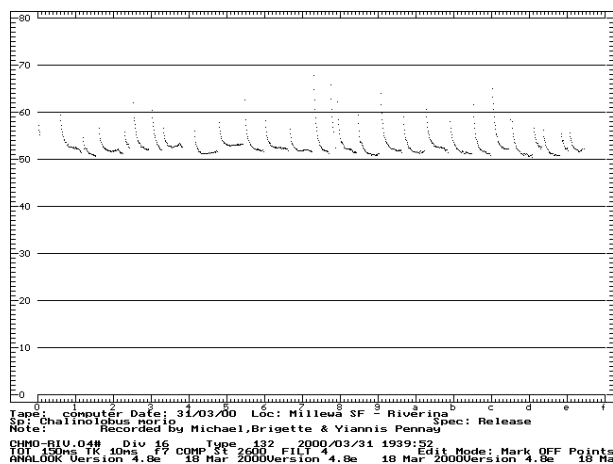 80
70
60
50
40
30
20
10
0
0 1 2 3 4 5 6 7 8 9 a b c d e f
Tape: computer Date: 31/03/00 Loc: Millewa SF - Riverina
Sp: Chalinolobus morio Spec: Release
Note: Recorded by Michael,Brigette & Yiannis Pennay
CHMO-RIV.04# Div 16 Type 132 2000/03/31 1939:52
TOT 150ms TK 10ms f7 COMP St 2600 FILT 4 Edit Mode: Mark OFF Points
ANALOOK Version 4.8e 18 Mar 2000Version 4.8e 18 Mar 2000Version 4.8e 18 Ma